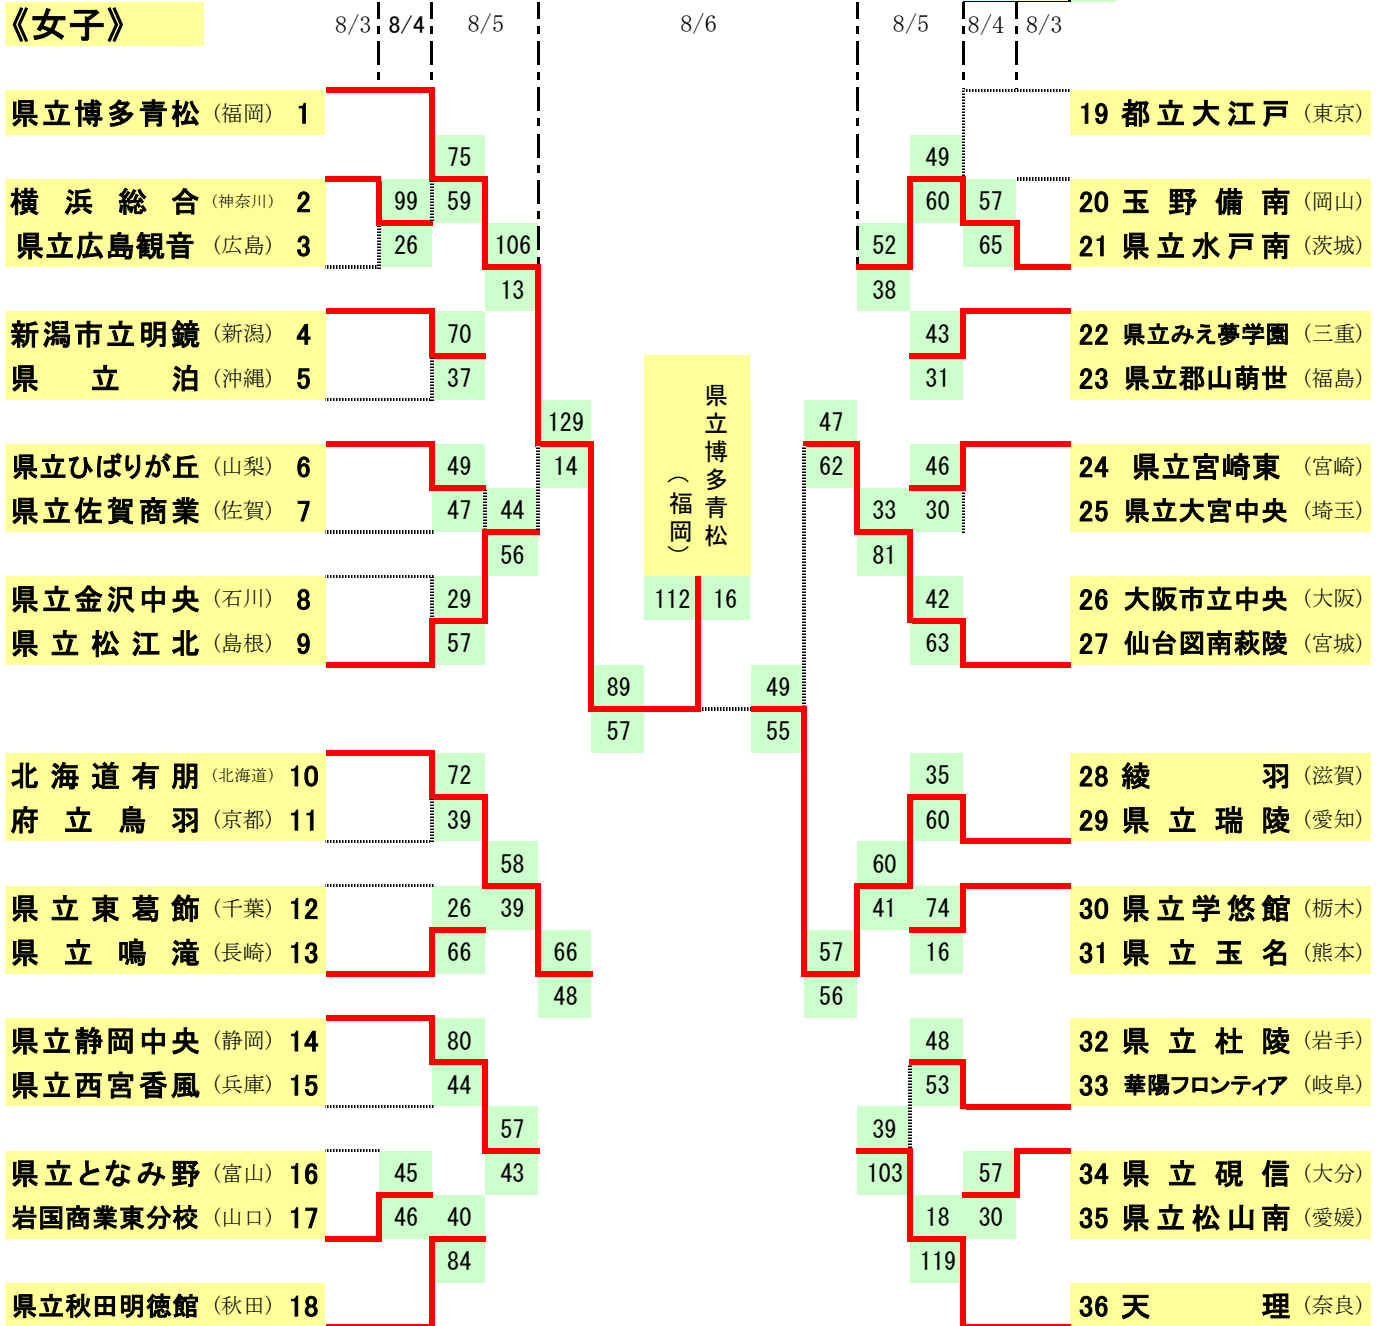 《女子》
8/3 8/4 8/5 8/6 8/5 8/4 8/3
県立博多青松 (福岡) 1
横浜総合 (神奈川) 2
県立広島観音 (広島) 3
新潟市立明鏡 (新潟) 4
県立泊 (沖縄) 5
県立ひばりが丘 (山梨) 6
県立佐賀商業 (佐賀) 7
県立金沢中央 (石川) 8
県立松江北 (島根) 9
北海道有朋 (北海道) 10
府立鳥羽 (京都) 11
県立東葛飾 (千葉) 12
県立鳴滝 (長崎) 13
県立静岡中央 (静岡) 14
県立西宮香風 (兵庫) 15
県立となみ野 (富山) 16
岩国商業東分校 (山口) 17
県立秋田明徳館 (秋田) 18
99
26
45
46
75
59
70
37
49
47
29
57
72
39
26
66
80
44
40
84
106
13
44
56
58
39
57
43
129
14
66
48
89
57
県立博多青松
(福岡)
112 16
49
55
47
62
57
56
52
38
33
81
60
41
39
103
49
60
43
31
46
30
42
63
35
60
74
16
48
53
18
119
57
65
57
30
19 都立大江戸 (東京)
20 玉野備南 (岡山)
21 県立水戸南 (茨城)
22 県立みえ夢学園 (三重)
23 県立郡山萌世 (福島)
24 県立宮崎東 (宮崎)
25 県立大宮中央 (埼玉)
26 大阪市立中央 (大阪)
27 仙台図南萩陵 (宮城)
28 綾羽 (滋賀)
29 県立瑞陵 (愛知)
30 県立学悠館 (栃木)
31 県立玉名 (熊本)
32 県立杜陵 (岩手)
33 華陽フロンティア (岐阜)
34 県立硯信 (大分)
35 県立松山南 (愛媛)
36 天理 (奈良)